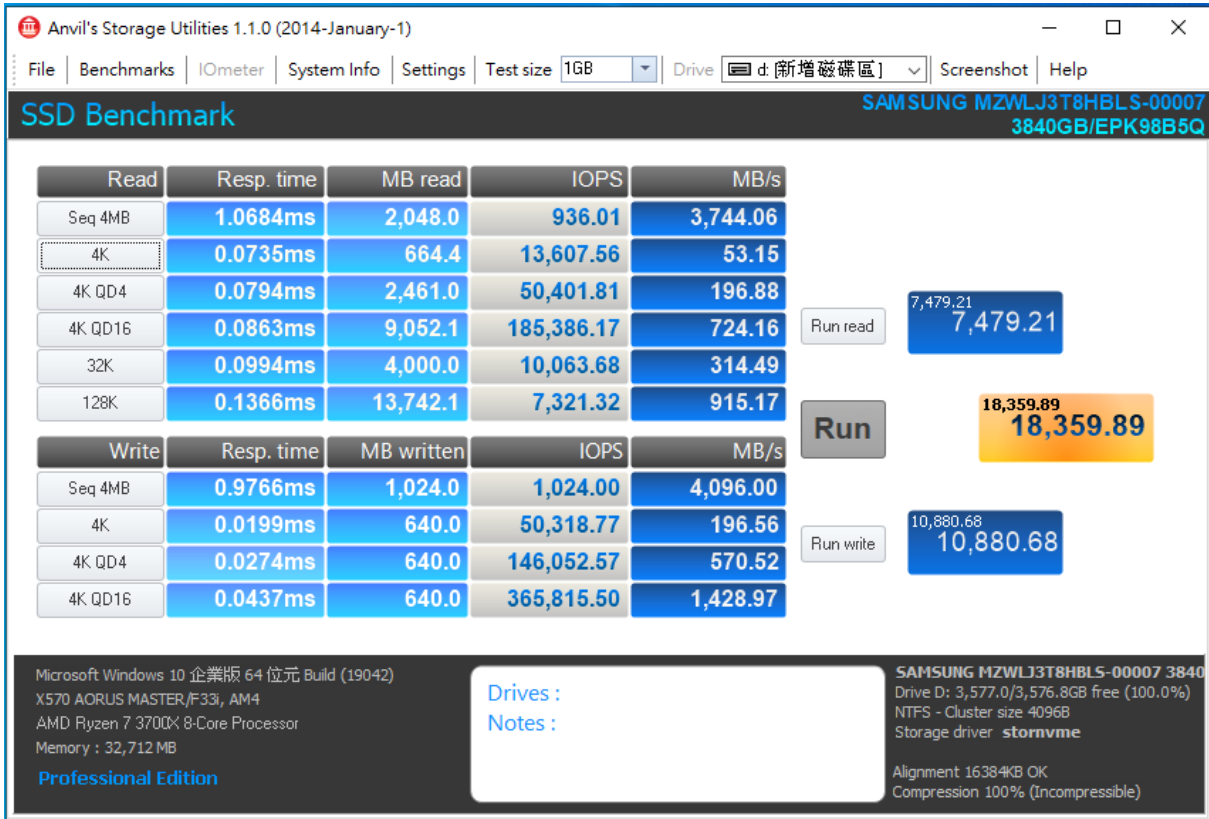 Anvil's Storage Utilities 1.1.0 (2014-January-1)
File Benchmarks IOmeter System Info Settings Test size 1GB Drive d: [新增磁碟區] Screenshot Help
SSD Benchmark
SAMSUNG MZWLJ3T8HBLS-00007
3840GB/EPK98B5Q
Read Resp. time MB read IOPS MB/s
Seq 4MB 1.0684ms 2,048.0 936.01 3,744.06
4K 0.0735ms 664.4 13,607.56 53.15
4K QD4 0.0794ms 2,461.0 50,401.81 196.88
4K QD16 0.0863ms 9,052.1 185,386.17 724.16
32K 0.0994ms 4,000.0 10,063.68 314.49
128K 0.1366ms 13,742.1 7,321.32 915.17
Run read
7,479.21
7,479.21
Run
18,359.89
18,359.89
Write Resp. time MB written IOPS MB/s
Seq 4MB 0.9766ms 1,024.0 1,024.00 4,096.00
4K 0.0199ms 640.0 50,318.77 196.56
4K QD4 0.0274ms 640.0 146,052.57 570.52
4K QD16 0.0437ms 640.0 365,815.50 1,428.97
Run write
10,880.68
10,880.68
Microsoft Windows 10 企業版 64 位元 Build (19042)
X570 AORUS MASTER/F33i, AM4
AMD Ryzen 7 3700X 8-Core Processor
Memory : 32,712 MB
Professional Edition
Drives :
Notes :
SAMSUNG MZWLJ3T8HBLS-00007 3840
Drive D: 3,577.0/3,576.8GB free (100.0%)
NTFS - Cluster size 4096B
Storage driver stornvme
Alignment 16384KB OK
Compression 100% (Incompressible)